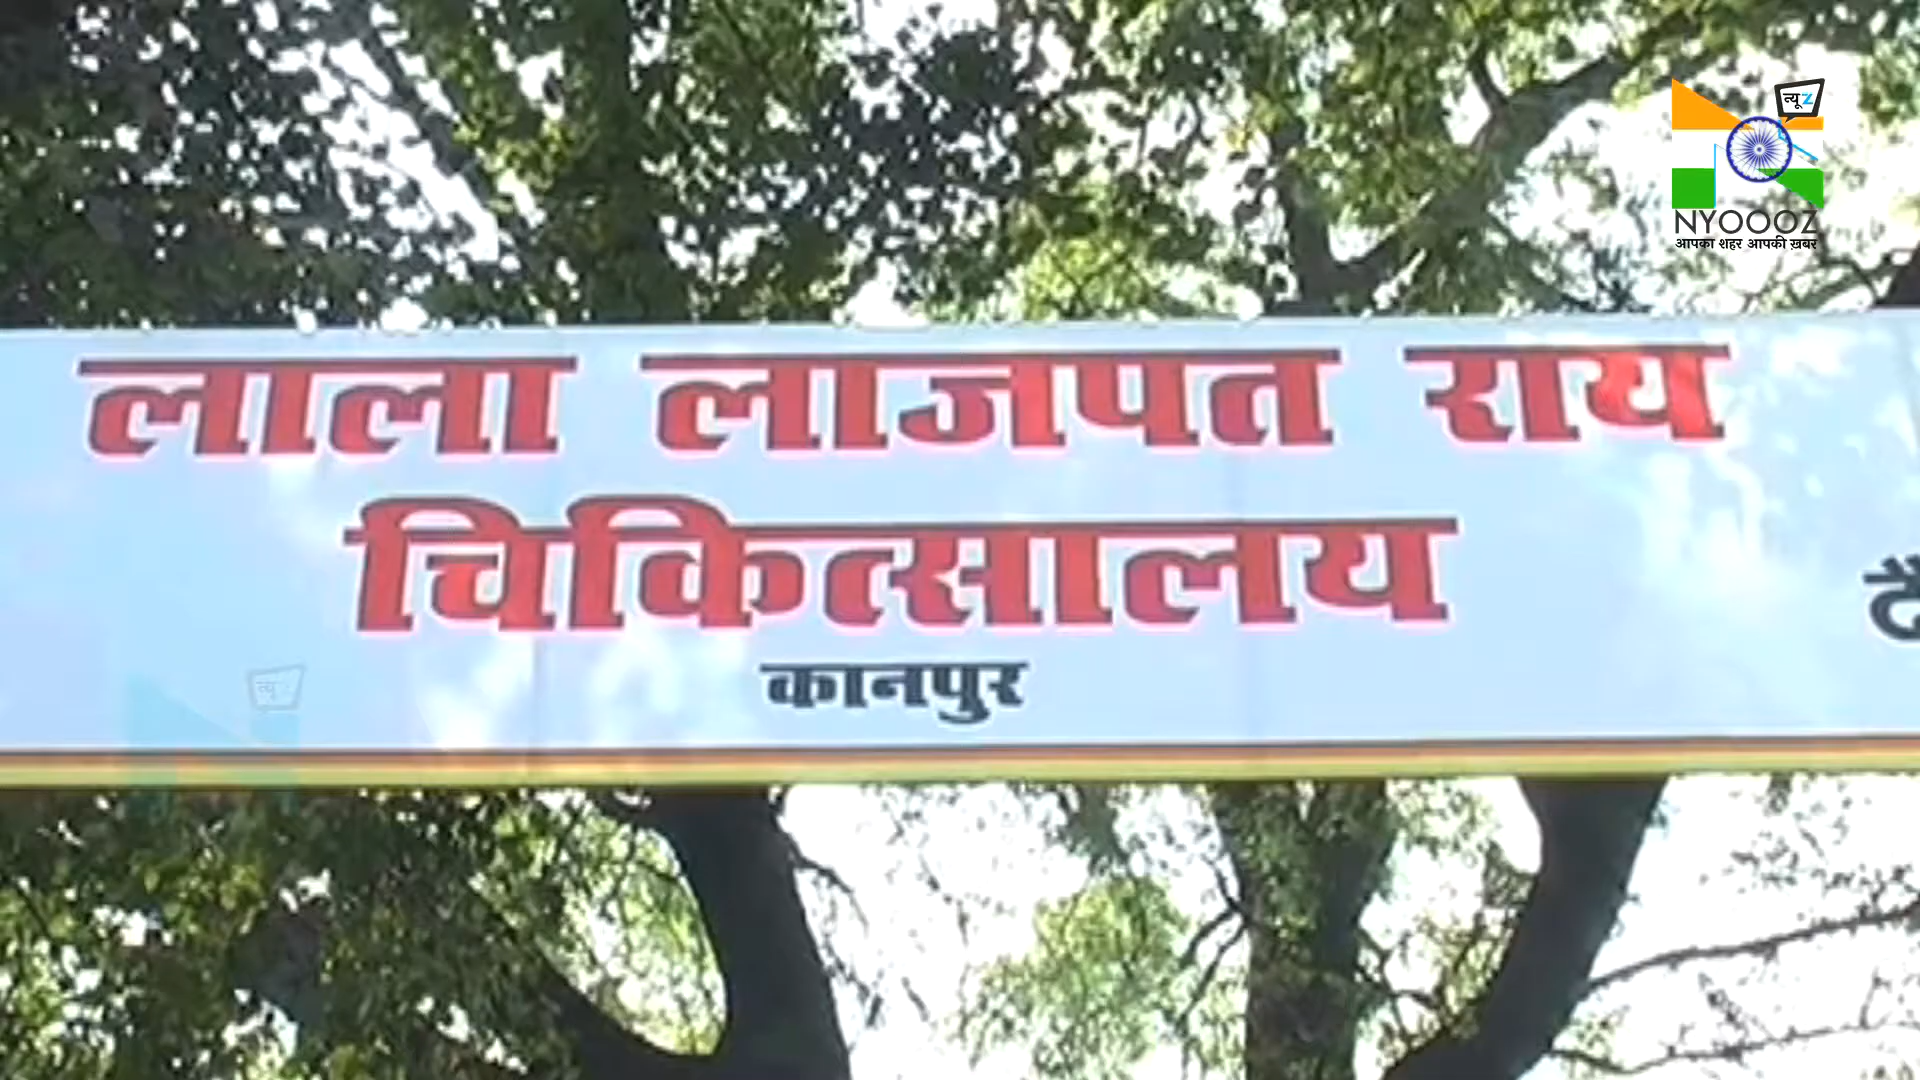 न्यूz
NYOOOZ
आपका शहर आपकी ख़बर
लाला लाजपत राय
चिकित्सालय
कानपुर